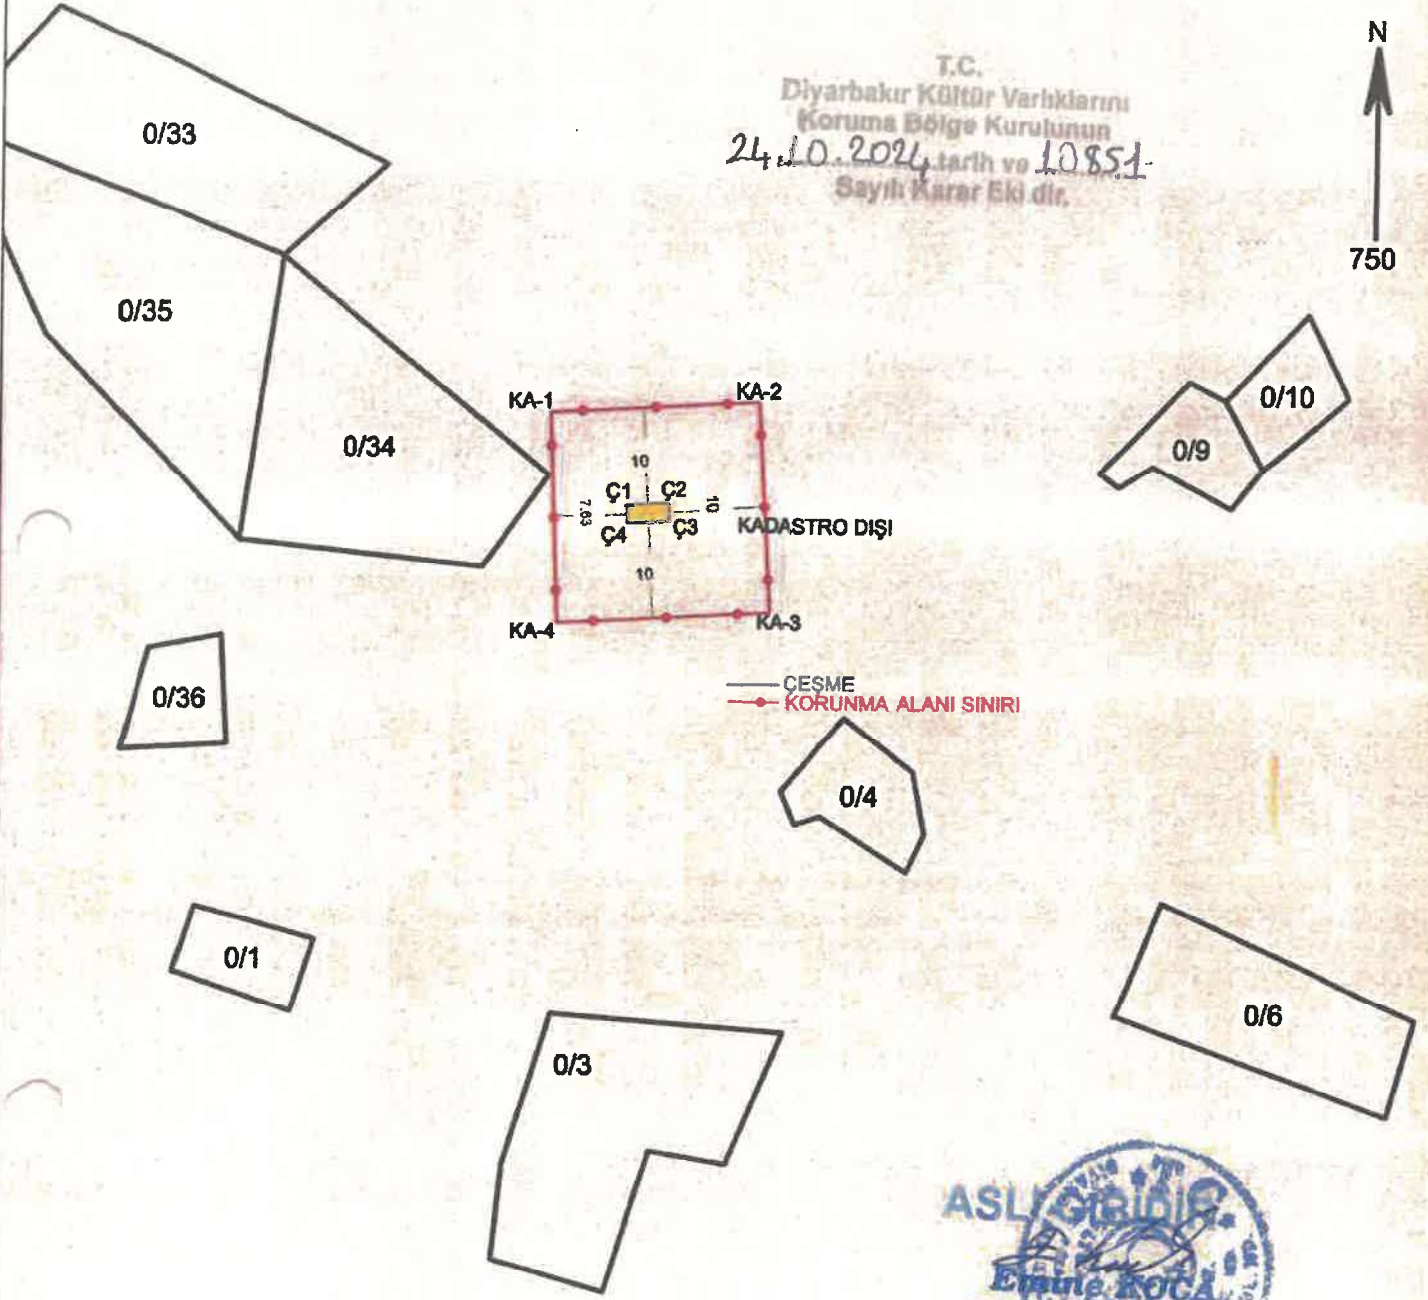 N
T.C.
Diyarbakır Kültür Varlıklarını
Koruma Bölge Kurulunun
24.10.2024 tarih ve 10851
Sayılı Karar Eki dir.
0/33
750
0/35
0/10
KA-1
KA-2
0/34
0/9
10
Ç1 Ç2
7.63
10
KADASTRO DIŞI
Ç4 Ç3
10
KA-4
KA-3
0/36
ÇEŞME
KORUNMA ALANI SINIRI
0/4
0/1
0/6
0/3
ASLI GİBİDİR
T.C.
Emine KOCA